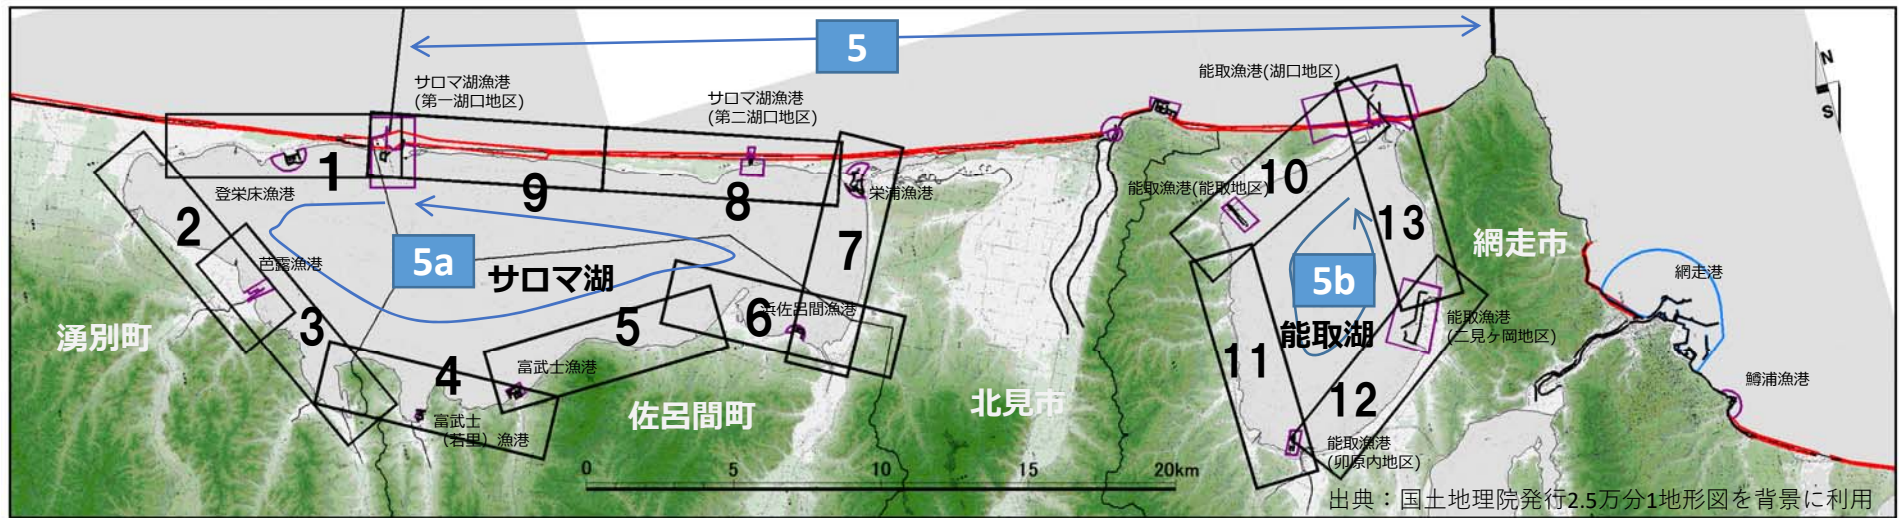 5
サロマ湖漁港
(第一湖口地区)
サロマ湖漁港
(第二湖口地区)
能取漁港(湖口地区)
N
S
1
登栄床漁港
9
8
栄浦漁港
能取漁港(能取地区)
10
2
7
13
網走市
芭露漁港
5a
サロマ湖
5b
網走港
湧別町
3
5
6
浜佐呂間漁港
11
能取湖
能取漁港
(二見ヶ岡地区)
4
富武士漁港
12
鱒浦漁港
佐呂間町
北見市
富武士
（若里）漁港
能取漁港
(卯原内地区)
0
5
10
15
20km
出典：国土地理院発行2.5万分1地形図を背景に利用